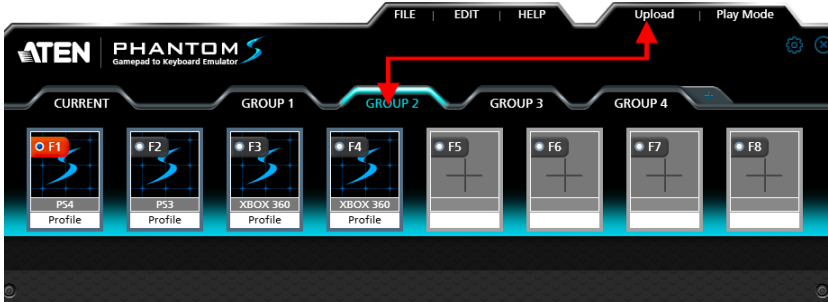 FILE | EDIT | HELP Upload | Play Mode
ATEN PHANTOM S
Gamepad to Keyboard Emulator
CURRENT GROUP 1 GROUP 2 GROUP 3 GROUP 4 +
F1 F2 F3 F4 F5 F6 F7 F8
PS4 PS3 XBOX 360 XBOX 360
Profile Profile Profile Profile